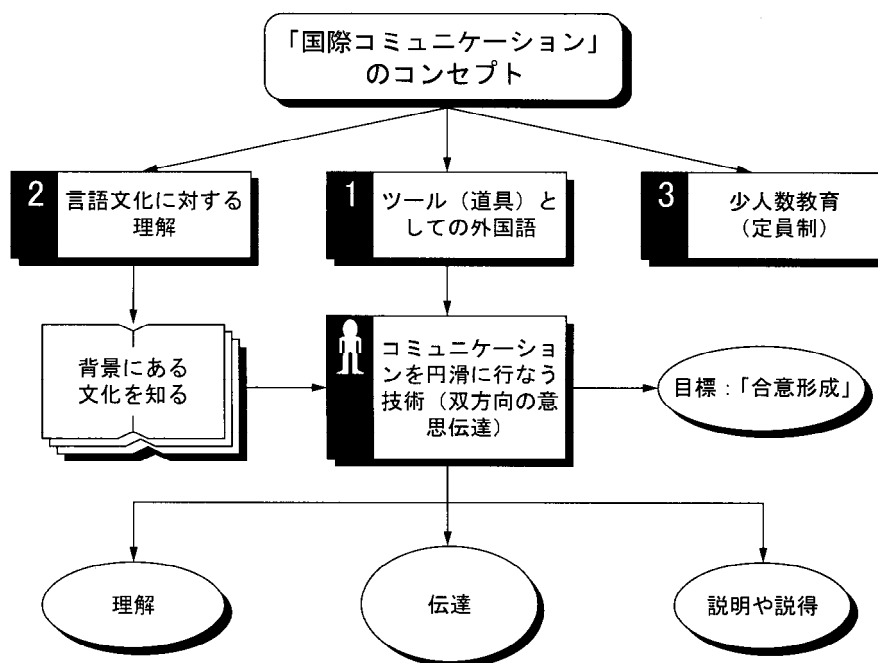 「国際コミュニケーション」
のコンセプト
2
言語文化に対する
理解
1
ツール（道具）と
しての外国語
3
少人数教育
（定員制）
背景にある
文化を知る
コミュニケーショ
ンを円滑に行なう
技術（双方向の意
思伝達）
目標：「合意形成」
理解
伝達
説明や説得